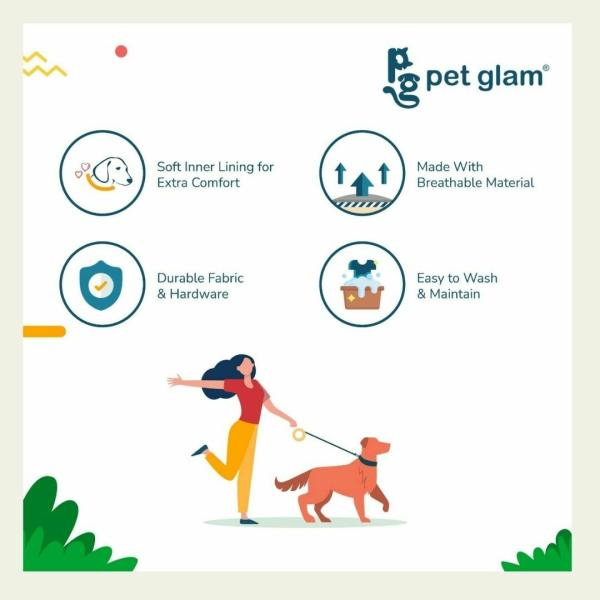 pet glam®
Soft Inner Lining for
Extra Comfort
Made With
Breathable Material
Durable Fabric
& Hardware
Easy to Wash
& Maintain